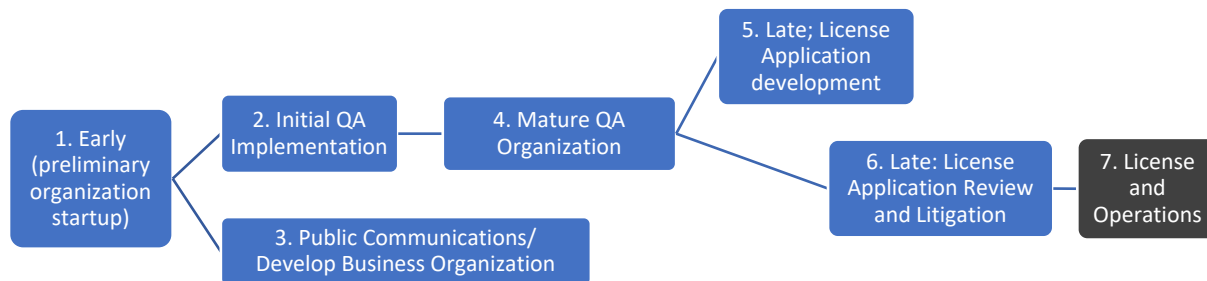 1. Early
(preliminary
organization
startup)
2. Initial QA
Implementation
3. Public Communications/
Develop Business Organization
4. Mature QA
Organization
5. Late; License
Application
development
6. Late: License
Application Review
and Litigation
7. License
and
Operations